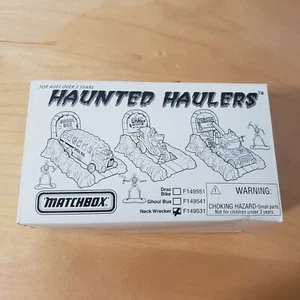 FOR AGES OVER 3 YEARS
HAUNTED HAULERS™
MATCHBOX
Drac Bike F149551
Ghoul Bus F149541
Neck Wrecker F149531
WARNING:
CHOKING HAZARD-Small parts.
Not for children under 3 years